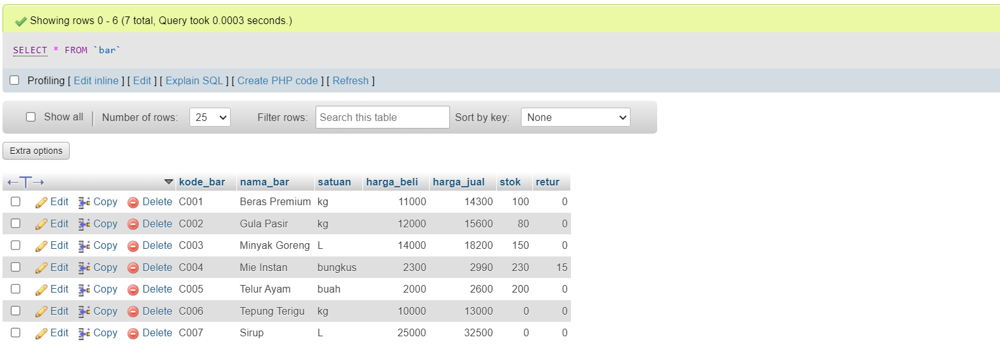 Showing rows 0 - 6 (7 total, Query took 0.0003 seconds.)
SELECT * FROM `bar`
Profiling [ Edit inline ] [ Edit ] [ Explain SQL ] [ Create PHP code ] [ Refresh ]
Show all | Number of rows: 25 Filter rows: Search this table Sort by key: None
Extra options
←T→ kode_bar nama_bar satuan harga_beli harga_jual stok retur
Edit Copy Delete C001 Beras Premium kg 11000 14300 100 0
Edit Copy Delete C002 Gula Pasir kg 12000 15600 80 0
Edit Copy Delete C003 Minyak Goreng L 14000 18200 150 0
Edit Copy Delete C004 Mie Instan bungkus 2300 2990 230 15
Edit Copy Delete C005 Telur Ayam buah 2000 2600 200 0
Edit Copy Delete C006 Tepung Terigu kg 10000 13000 0 0
Edit Copy Delete C007 Sirup L 25000 32500 0 0